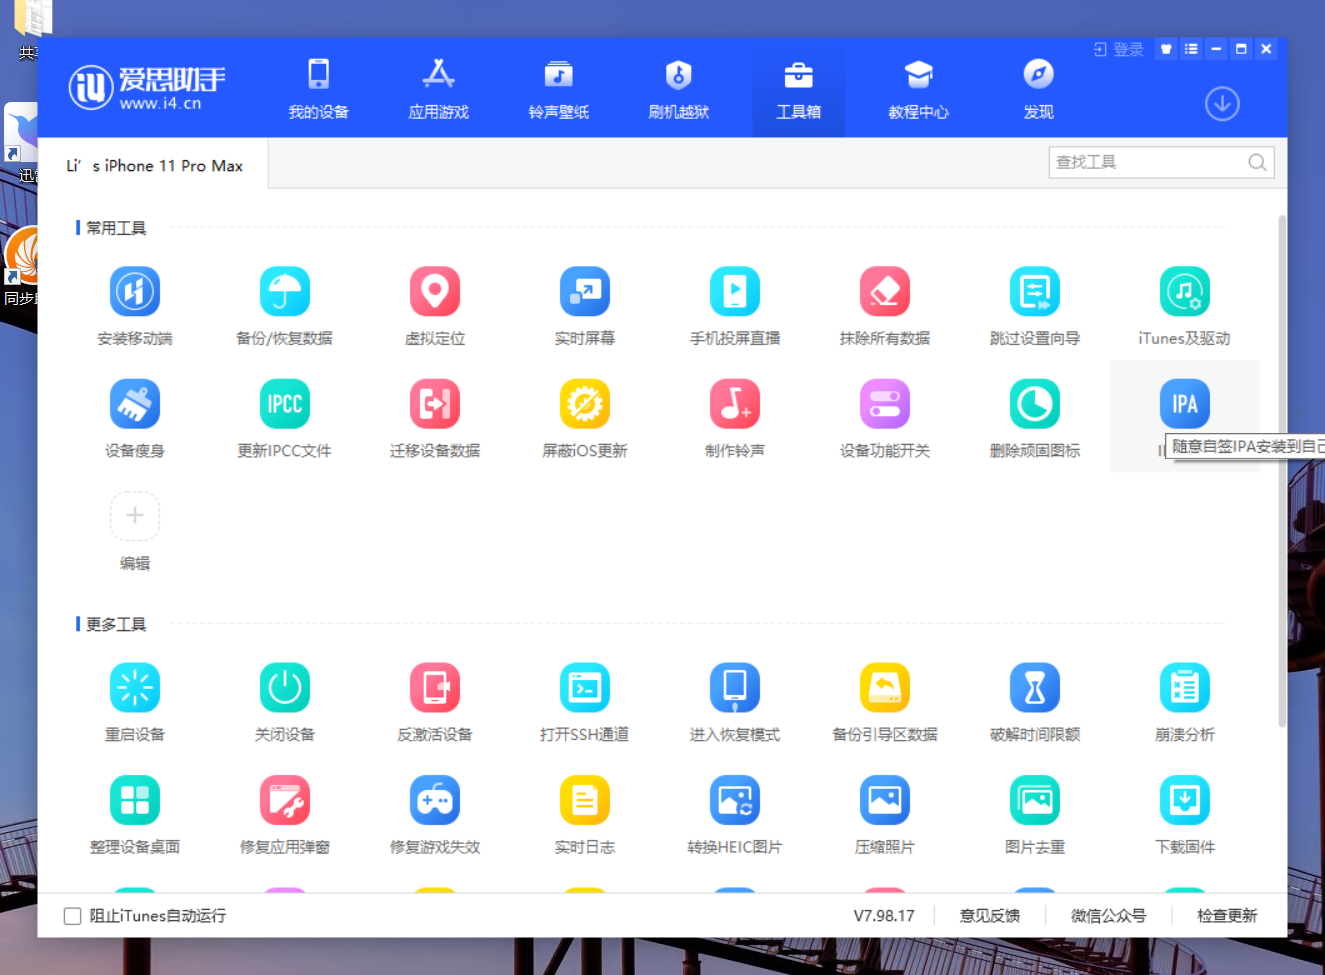 共
登录
爱思助手
www.i4.cn
我的设备
应用游戏
铃声壁纸
刷机越狱
工具箱
教程中心
发现
Li’s iPhone 11 Pro Max
查找工具
迅
常用工具
同步
安装移动端
备份/恢复数据
虚拟定位
实时屏幕
手机投屏直播
抹除所有数据
跳过设置向导
iTunes及驱动
IPCC
IPA
设备瘦身
更新IPCC文件
迁移设备数据
屏蔽iOS更新
制作铃声
设备功能开关
删除顽固图标
随意自签IPA安装到自己
编辑
更多工具
重启设备
关闭设备
反激活设备
打开SSH通道
进入恢复模式
备份引导区数据
破解时间限额
崩溃分析
整理设备桌面
修复应用弹窗
修复游戏失效
实时日志
转换HEIC图片
压缩照片
图片去重
下载固件
阻止iTunes自动运行
V7.98.17
意见反馈
微信公众号
检查更新